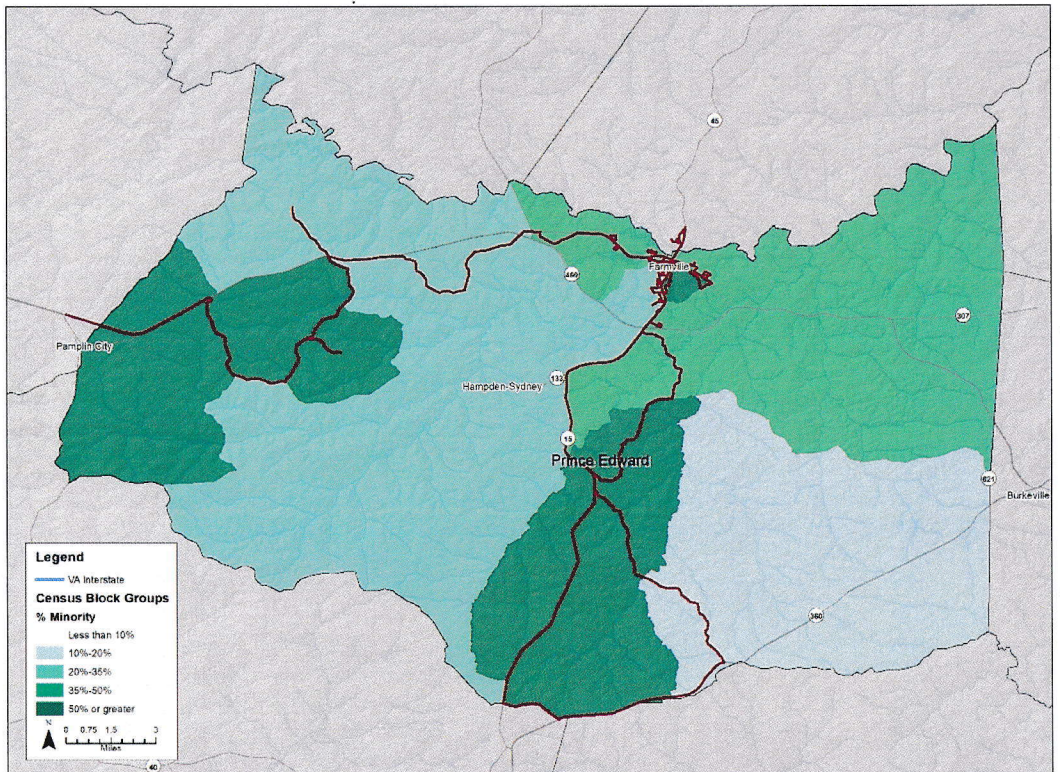 45
Farmville
460
307
Pamplin City
Hampden-Sydney
133
15
Prince Edward
621
Burkeville
360
Legend
VA Interstate
Census Block Groups
% Minority
Less than 10%
10%-20%
20%-35%
35%-50%
50% or greater
N
0 0.75 1.5 3
Miles
40